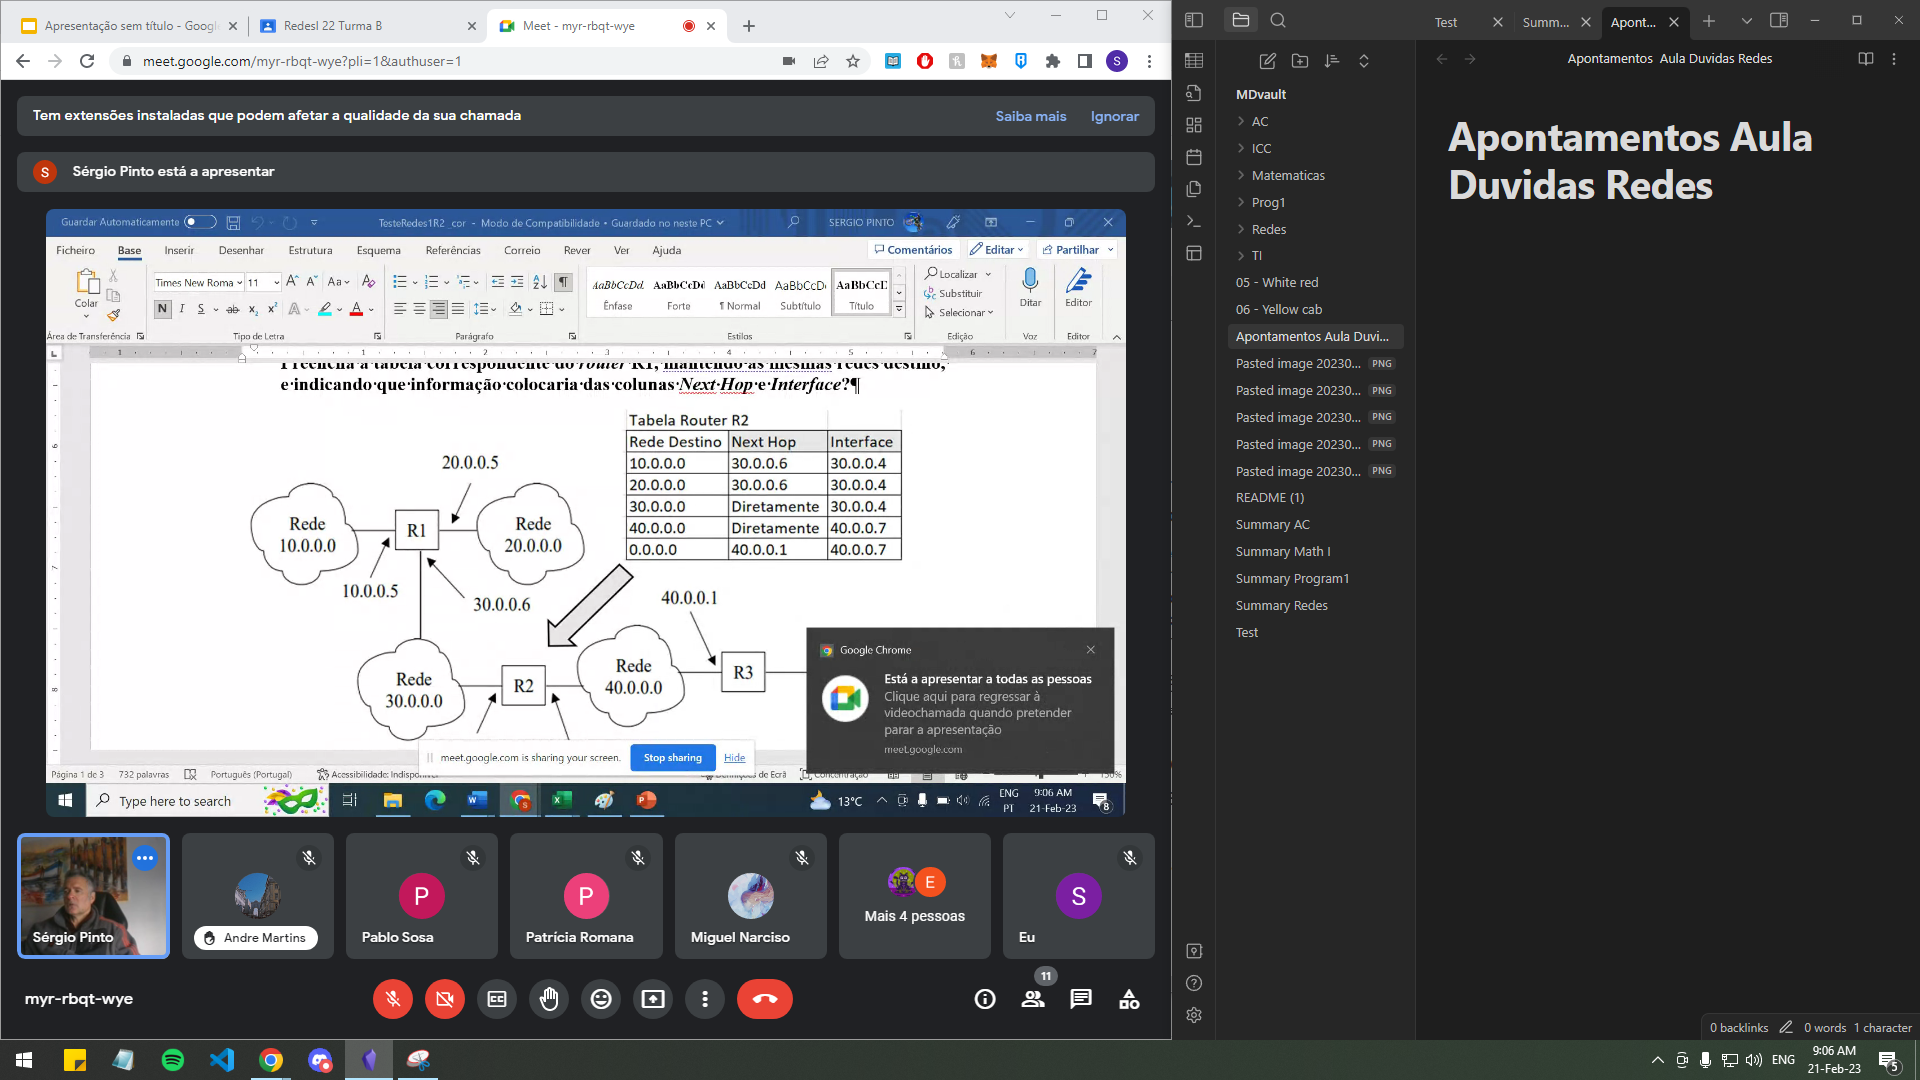 Apresentação sem título - Googl
RedesI 22 Turma B
Meet - myr-rbqt-wye
meet.google.com/myr-rbqt-wye?pli=1&authuser=1
S
Tem extensões instaladas que podem afetar a qualidade da sua chamada
Saiba mais
Ignorar
S
Sérgio Pinto está a apresentar
Guardar Automaticamente
TesteRedes1R2 _cor - Modo de Compatibilidade • Guardado no neste PC
SERGIO PINTO
Ficheiro
Base
Inserir
Desenhar
Estrutura
Esquema
Referências
Correio
Rever
Ver
Ajuda
Comentários
Editar
Partilhar
Colar
Times New Roma
11
N
I
S
AaBbCcDd
Ênfase
AaBbCcDd
Forte
AaBbCcDd
¶ Normal
AaBbCcDd
Subtítulo
AaBbCcD
Título
Localizar
Substituir
Selecionar
Ditar
Editor
Área de Transferência
Tipo de Letra
Parágrafo
Estilos
Edição
Voz
Editor
Preencha a tabela correspondente do router R1, mantendo as mesmas redes destino,
e indicando que informação colocaria das colunas Next Hop e Interface?¶
Tabela Router R2
Rede Destino Next Hop Interface
10.0.0.0 30.0.0.6 30.0.0.4
20.0.0.0 30.0.0.6 30.0.0.4
30.0.0.0 Diretamente 30.0.0.4
40.0.0.0 Diretamente 40.0.0.7
0.0.0.0 40.0.0.1 40.0.0.7
20.0.0.5
Rede
10.0.0.0
R1
Rede
20.0.0.0
10.0.0.5
30.0.0.6
40.0.0.1
Rede
30.0.0.0
R2
Rede
40.0.0.0
R3
Google Chrome
Está a apresentar a todas as pessoas
Clique aqui para regressar à
videochamada quando pretender
parar a apresentação
meet.google.com
meet.google.com is sharing your screen.
Stop sharing
Hide
Página 1 de 3
732 palavras
Português (Portugal)
Acessibilidade: Indisponível
Definições de Ecrã
Concentração
150%
Type here to search
13°C
ENG
PT
9:06 AM
21-Feb-23
8
Sérgio Pinto
Andre Martins
P
Pablo Sosa
P
Patrícia Romana
Miguel Narciso
E
Mais 4 pessoas
S
Eu
myr-rbqt-wye
11
Test
Summ...
Apont...
Apontamentos Aula Duvidas Redes
MDvault
AC
ICC
Matematicas
Prog1
Redes
TI
05 - White red
06 - Yellow cab
Apontamentos Aula Duvi...
Pasted image 20230... PNG
Pasted image 20230... PNG
Pasted image 20230... PNG
Pasted image 20230... PNG
Pasted image 20230... PNG
README (1)
Summary AC
Summary Math I
Summary Program1
Summary Redes
Test
Apontamentos Aula
Duvidas Redes
0 backlinks
0 words
1 character
ENG
9:06 AM
21-Feb-23
5